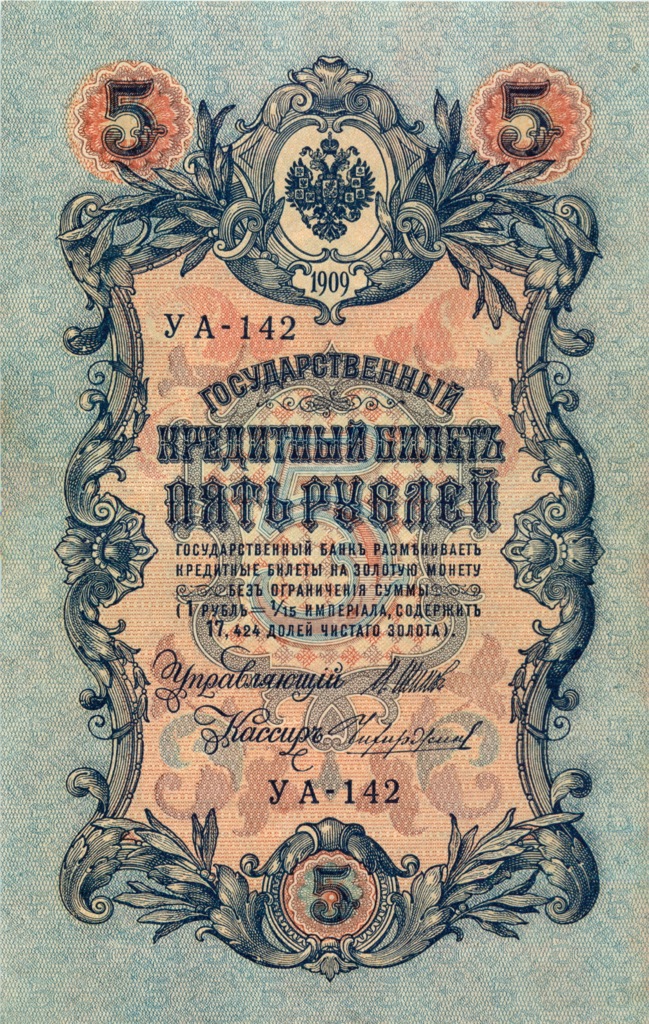 5 5
1909
УА-142
ГОСУДАРСТВЕННЫЙ
КРЕДИТНЫЙ БИЛЕТЪ
ПЯТЬ РУБЛЕЙ
5
ГОСУДАРСТВЕННЫЙ БАНКЪ РАЗМѢНИВАЕТЪ
КРЕДИТНЫЕ БИЛЕТЫ НА ЗОЛОТУЮ МОНЕТУ
БЕЗЪ ОГРАНИЧЕНІЯ СУММЫ
(1 РУБЛЬ — 1/15 ИМПЕРІАЛА, СОДЕРЖИТЪ
17,424 ДОЛЕЙ ЧИСТАГО ЗОЛОТА).
Управляющій
Кассиръ
УА-142
5